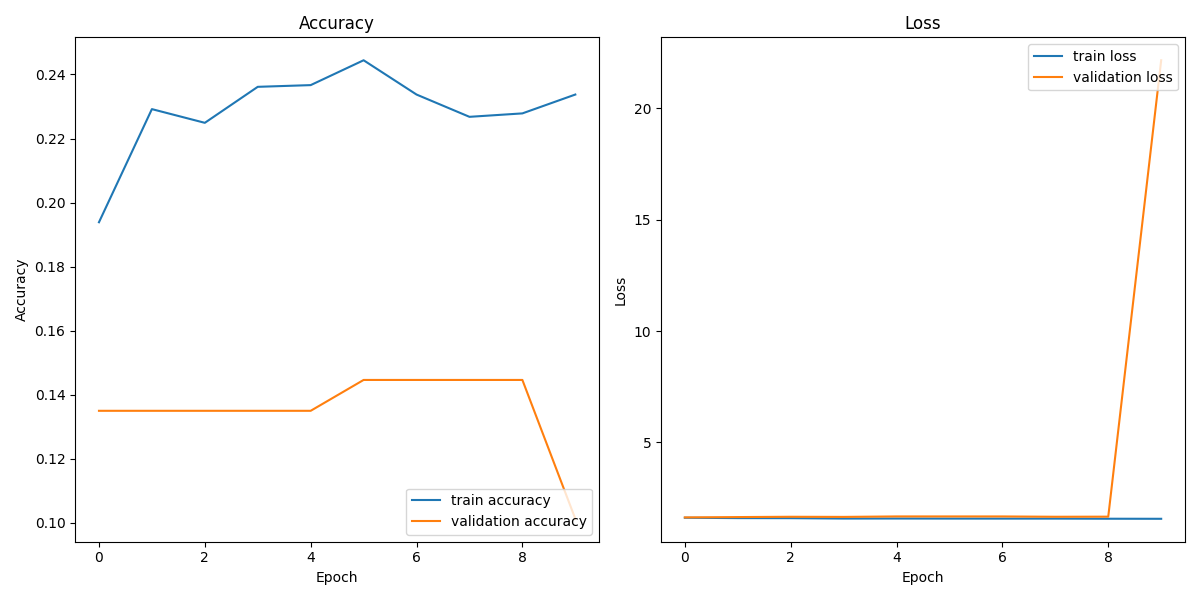 Accuracy
0.24
0.22
0.20
0.18
0.16
0.14
0.12
0.10
Accuracy
train accuracy
validation accuracy
0 2 4 6 8
Epoch
Loss
20
15
10
5
Loss
train loss
validation loss
0 2 4 6 8
Epoch